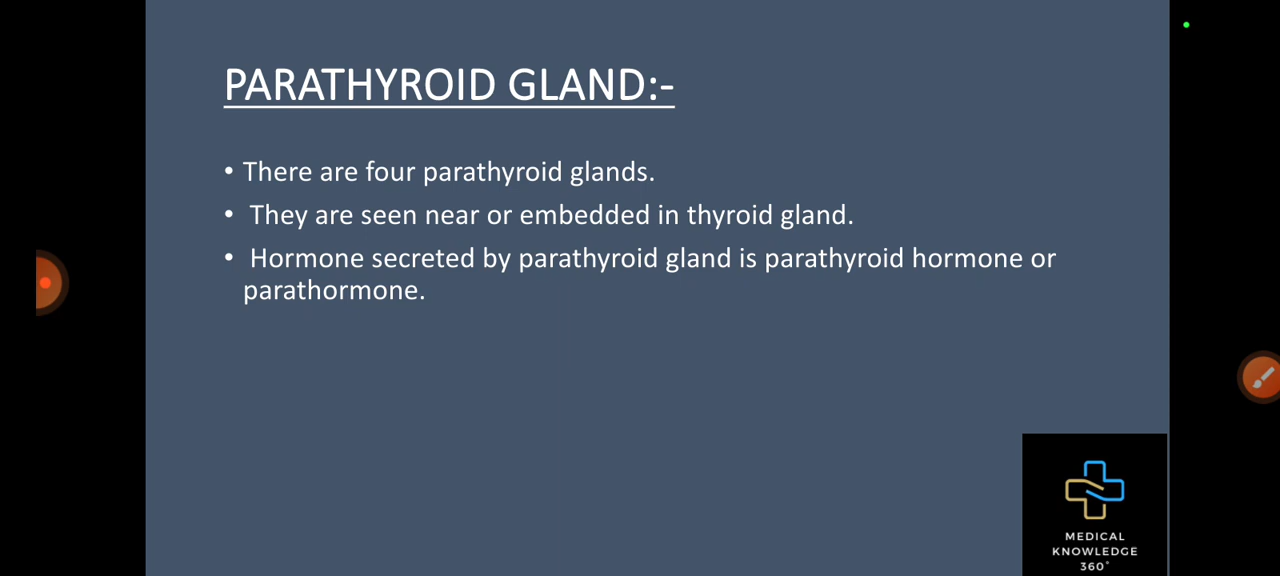 PARATHYROID GLAND:-
• There are four parathyroid glands.
• They are seen near or embedded in thyroid gland.
• Hormone secreted by parathyroid gland is parathyroid hormone or
parathormone.
MEDICAL
KNOWLEDGE
360°